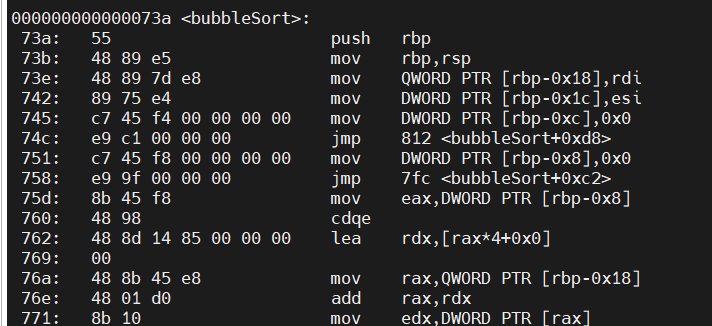 000000000000073a <bubbleSort>:
73a: 55 push rbp
73b: 48 89 e5 mov rbp,rsp
73e: 48 89 7d e8 mov QWORD PTR [rbp-0x18],rdi
742: 89 75 e4 mov DWORD PTR [rbp-0x1c],esi
745: c7 45 f4 00 00 00 00 mov DWORD PTR [rbp-0xc],0x0
74c: e9 c1 00 00 00 jmp 812 <bubbleSort+0xd8>
751: c7 45 f8 00 00 00 00 mov DWORD PTR [rbp-0x8],0x0
758: e9 9f 00 00 00 jmp 7fc <bubbleSort+0xc2>
75d: 8b 45 f8 mov eax,DWORD PTR [rbp-0x8]
760: 48 98 cdqe
762: 48 8d 14 85 00 00 00 lea rdx,[rax*4+0x0]
769: 00
76a: 48 8b 45 e8 mov rax,QWORD PTR [rbp-0x18]
76e: 48 01 d0 add rax,rdx
771: 8b 10 mov edx,DWORD PTR [rax]